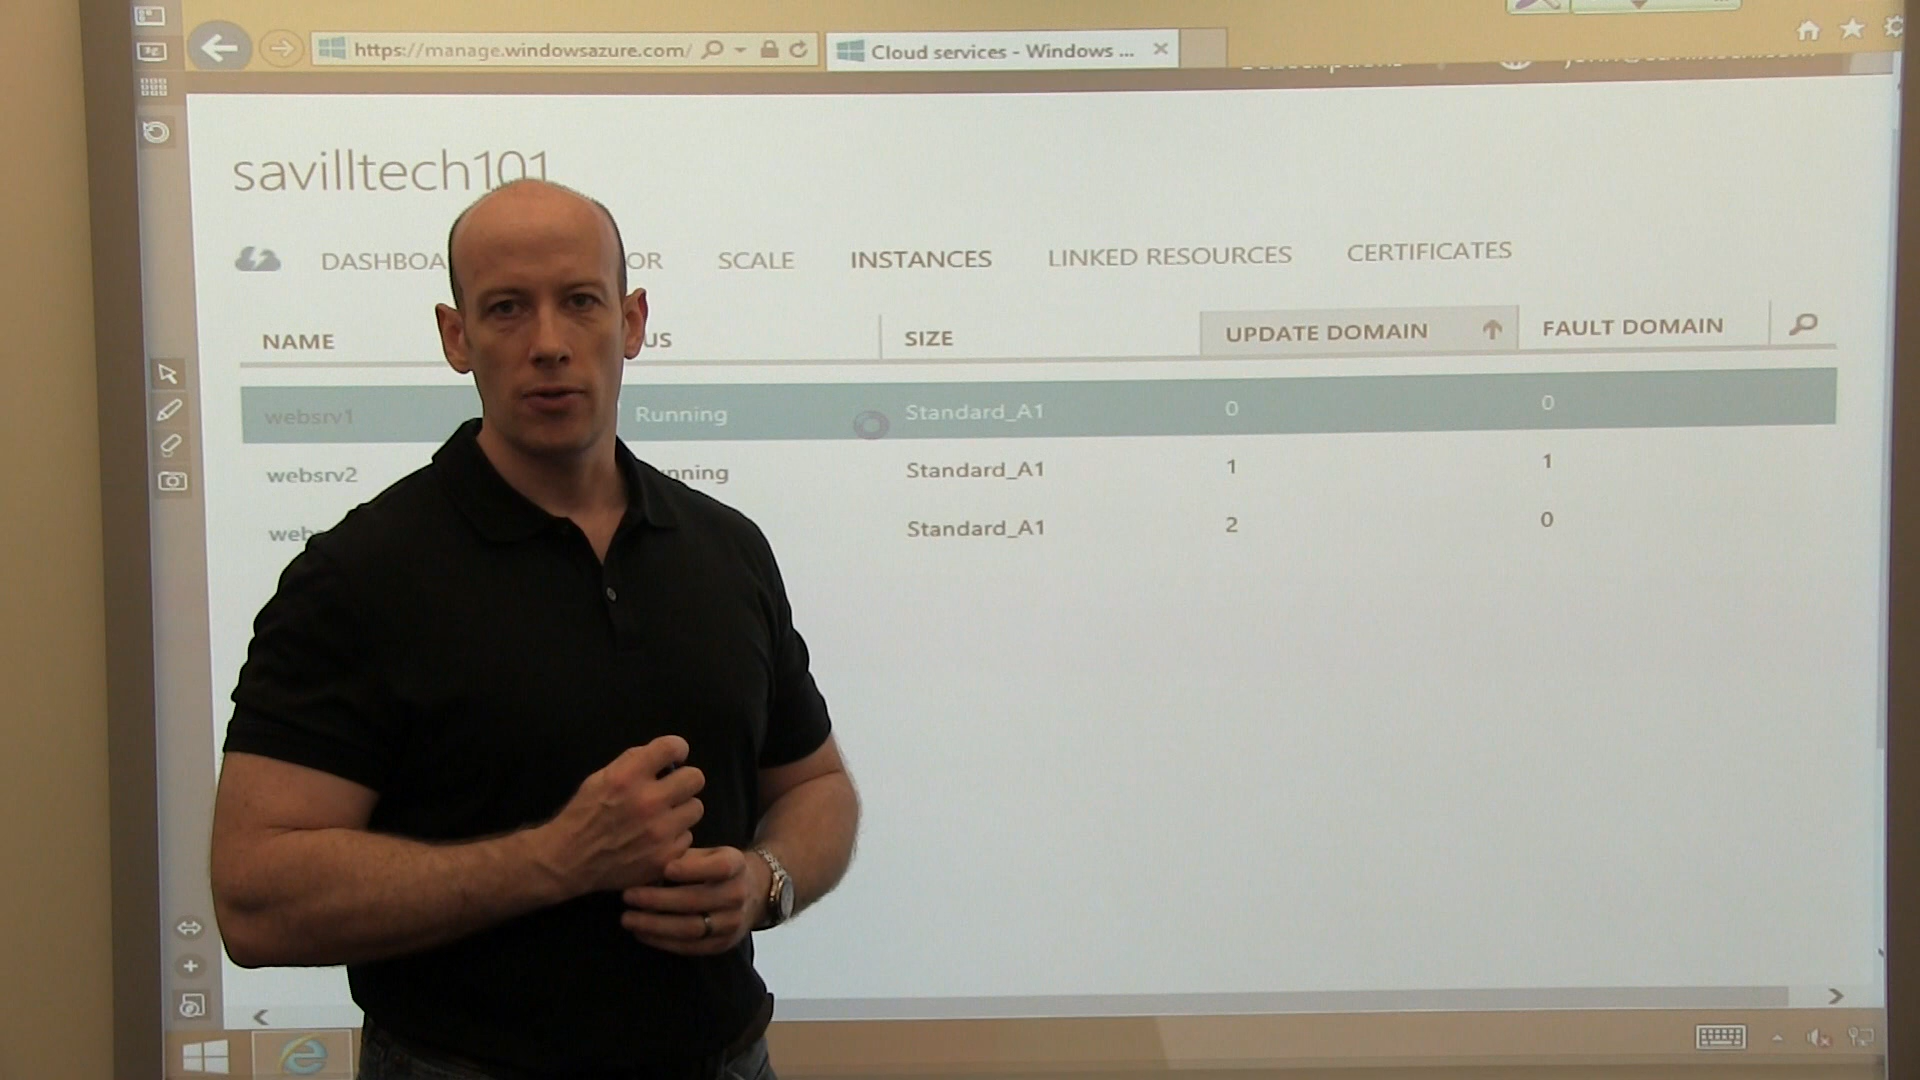 https://manage.windowsazure.com/
Cloud services - Windows ...
savilltech101
DASHBOA OR SCALE INSTANCES LINKED RESOURCES CERTIFICATES
NAME US SIZE UPDATE DOMAIN FAULT DOMAIN
websrv1 Running Standard_A1 0 0
websrv2 nning Standard_A1 1 1
web Standard_A1 2 0